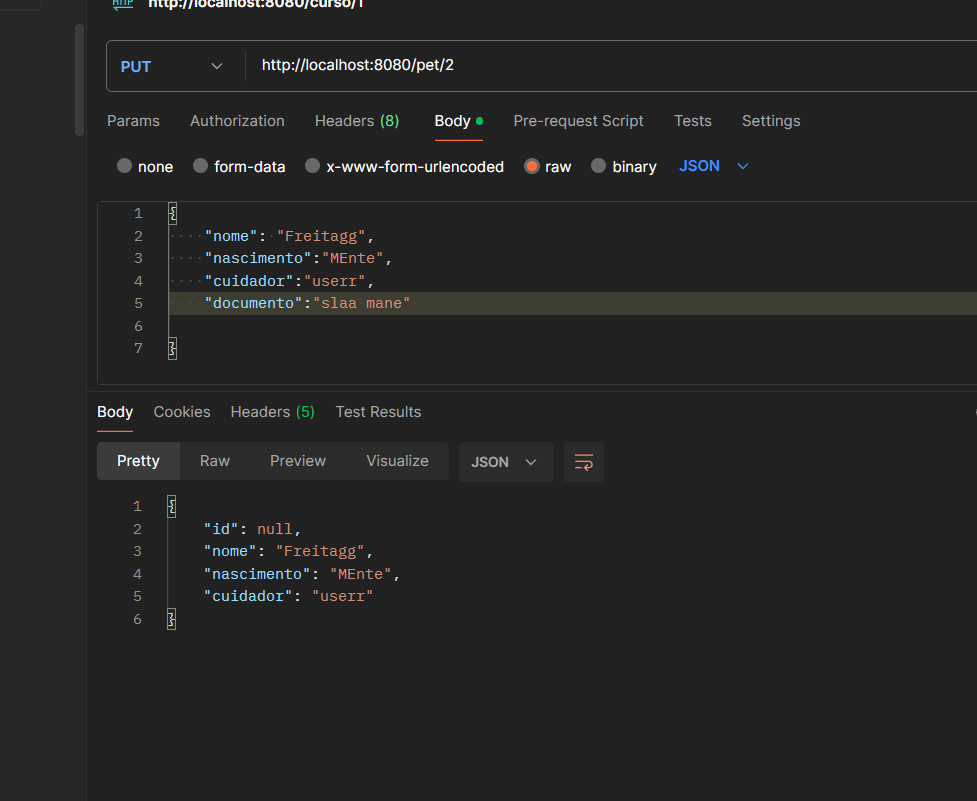 HTTP http://localhost:8080/curso/1
PUT http://localhost:8080/pet/2
Params Authorization Headers (8) Body Pre-request Script Tests Settings
none form-data x-www-form-urlencoded raw binary JSON
1 {
2 "nome": "Freitagg",
3 "nascimento":"MEnte",
4 "cuidador":"userr",
5 "documento":"slaa mane"
6
7 }
Body Cookies Headers (5) Test Results
Pretty Raw Preview Visualize JSON
1 {
2 "id": null,
3 "nome": "Freitagg",
4 "nascimento": "MEnte",
5 "cuidador": "userr"
6 }